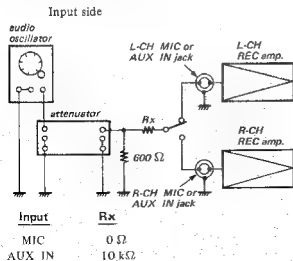 Input side
audio
oscillator
attenuator
Rx
600 Ω
L-CH MIC or
AUX IN jack
L-CH
REC amp.
R-CH
REC amp.
R-CH MIC or
AUX IN jack
Input Rx
MIC 0 Ω
AUX IN 10 kΩ